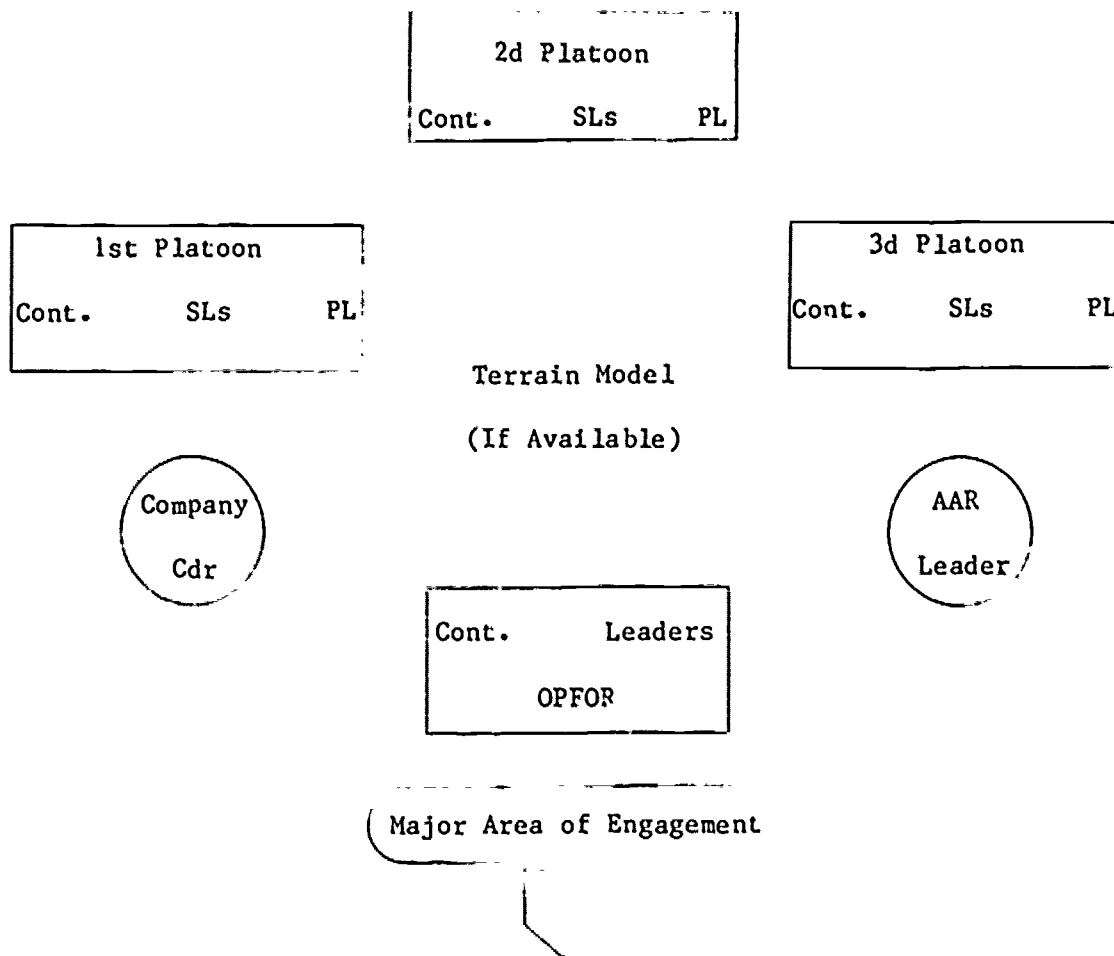 2d Platoon
Cont. SLs PL
1st Platoon
Cont. SLs PL
3d Platoon
Cont. SLs PL
Terrain Model
(If Available)
Company
Cdr
AAR
Leader
Cont. Leaders
OPFOR
Major Area of Engagement